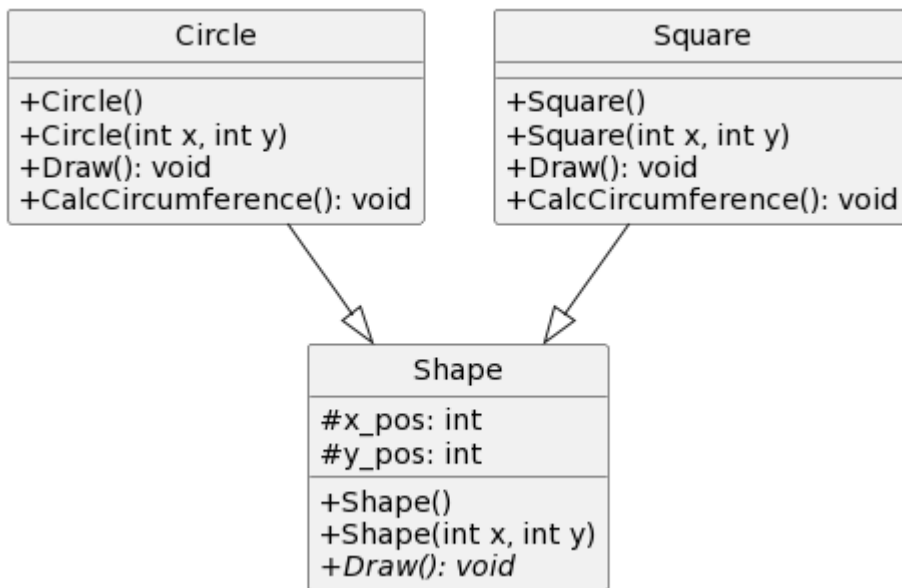 Circle
+Circle()
+Circle(int x, int y)
+Draw(): void
+CalcCircumference(): void
Square
+Square()
+Square(int x, int y)
+Draw(): void
+CalcCircumference(): void
Shape
#x_pos: int
#y_pos: int
+Shape()
+Shape(int x, int y)
+Draw(): void